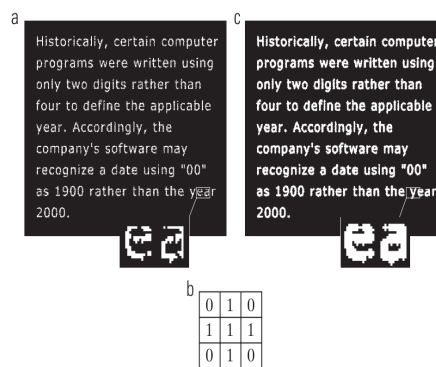 a
Historically, certain computer
programs were written using
only two digits rather than
four to define the applicable
year. Accordingly, the
company's software may
recognize a date using "00"
as 1900 rather than the year
2000.
e a
c
Historically, certain computer
programs were written using
only two digits rather than
four to define the applicable
year. Accordingly, the
company's software may
recognize a date using "00"
as 1900 rather than the year
2000.
ea
b
0 1 0
1 1 1
0 1 0